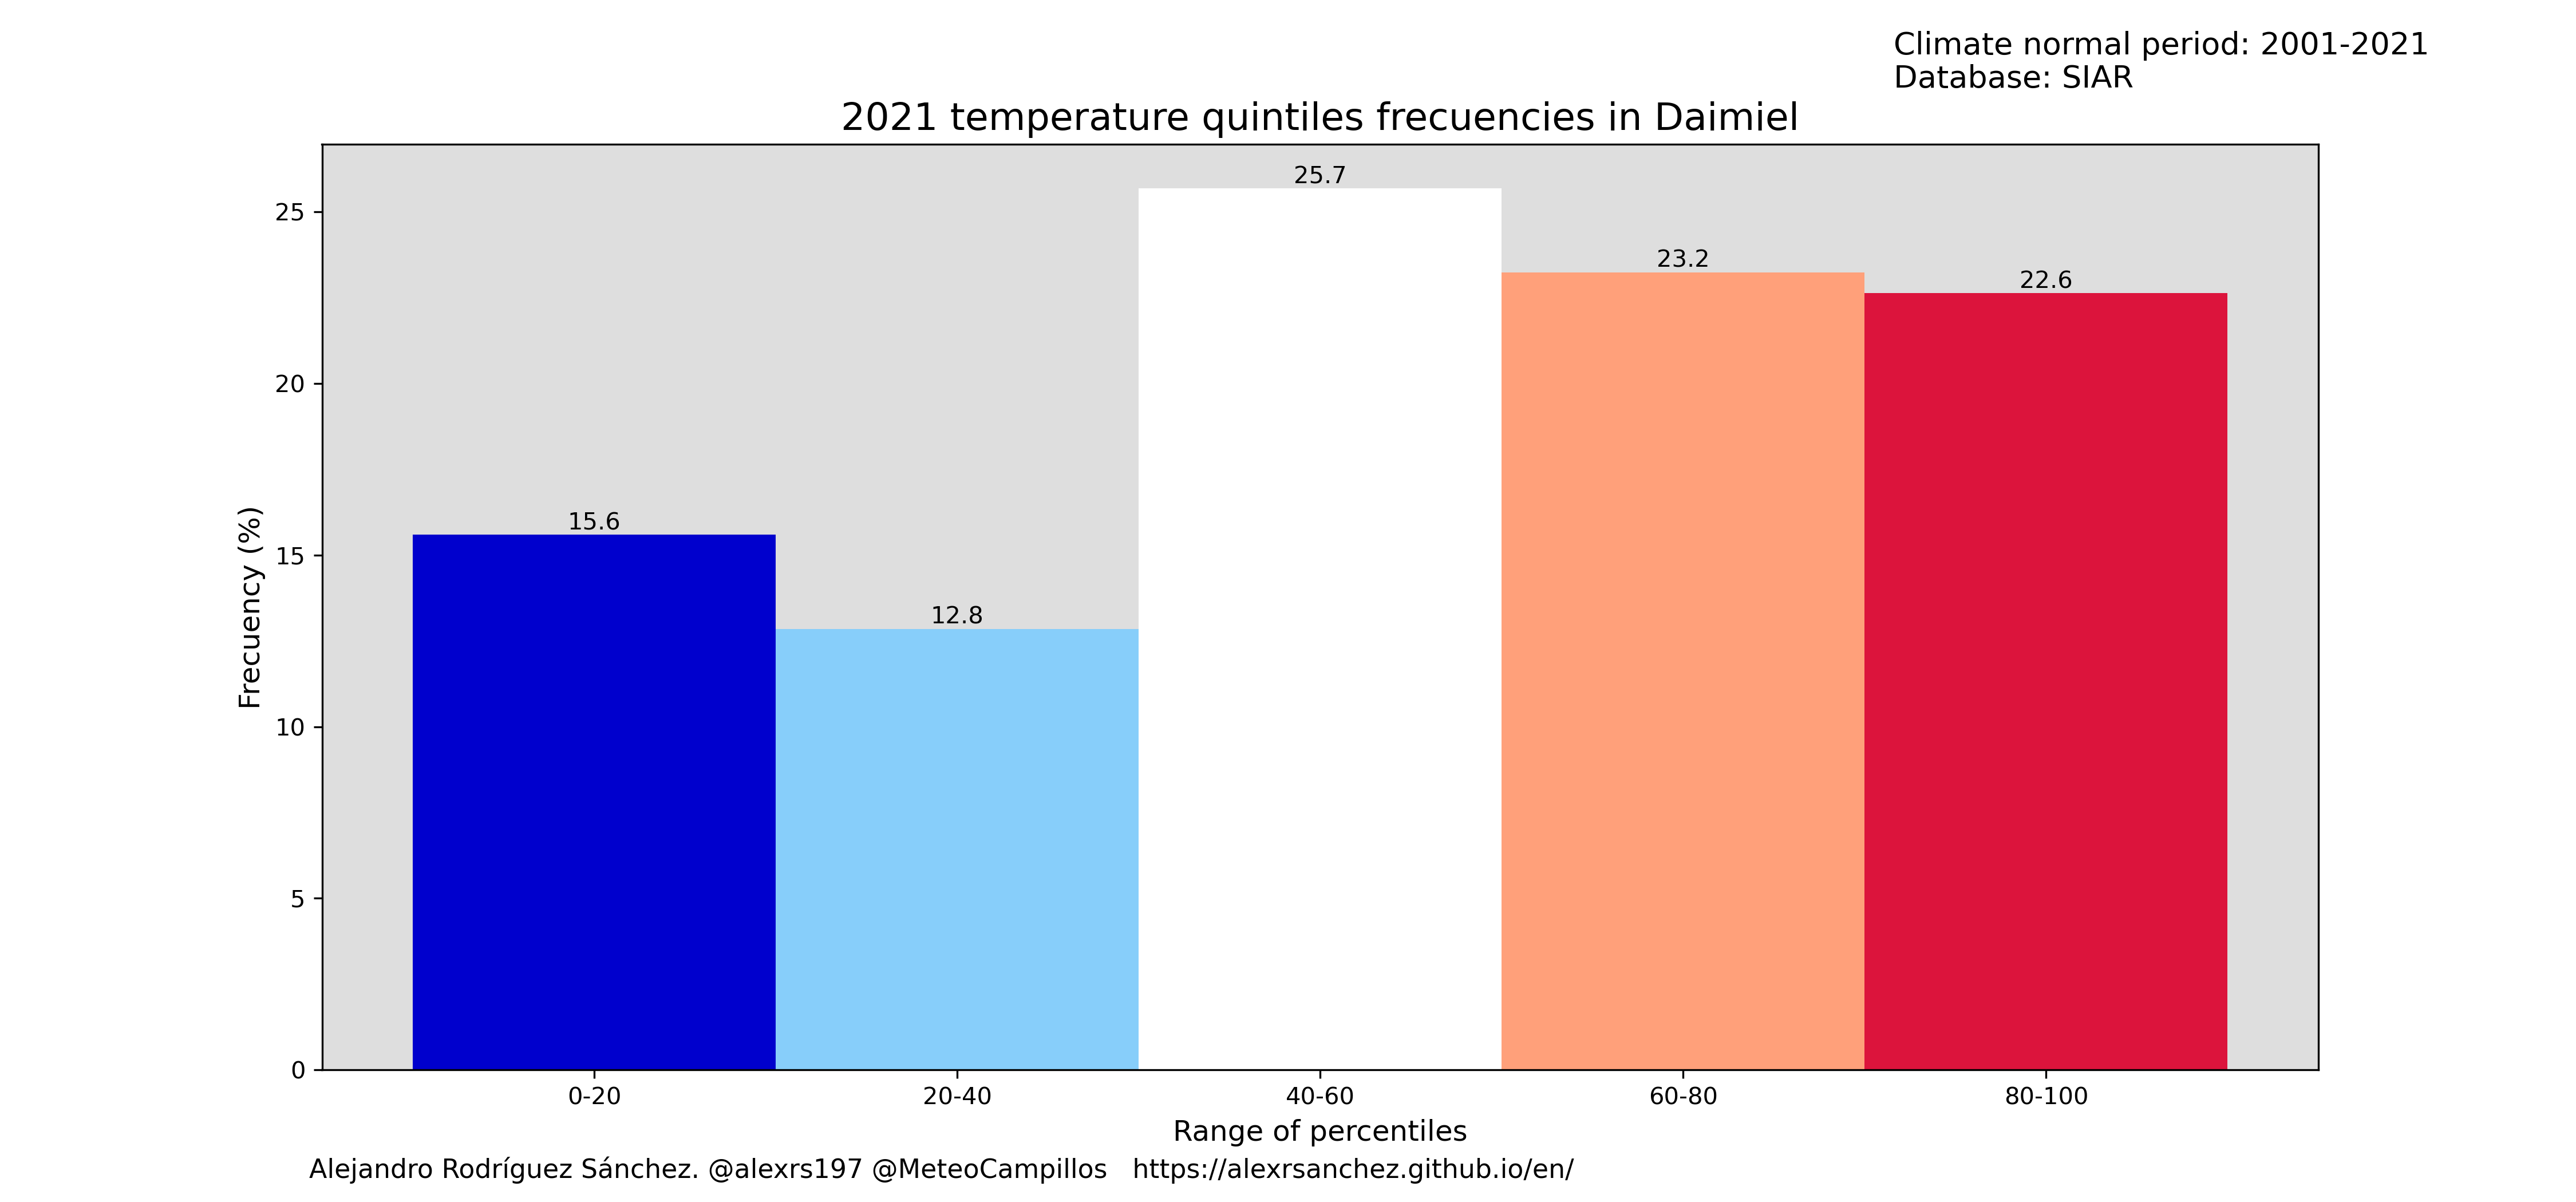 Climate normal period: 2001-2021
Database: SIAR
2021 temperature quintiles frecuencies in Daimiel
25.7
25
23.2
22.6
20
15.6
Frecuency (%)
15
12.8
10
5
0
0-20 20-40 40-60 60-80 80-100
Range of percentiles
Alejandro Rodríguez Sánchez. @alexrs197 @MeteoCampillos https://alexrsanchez.github.io/en/